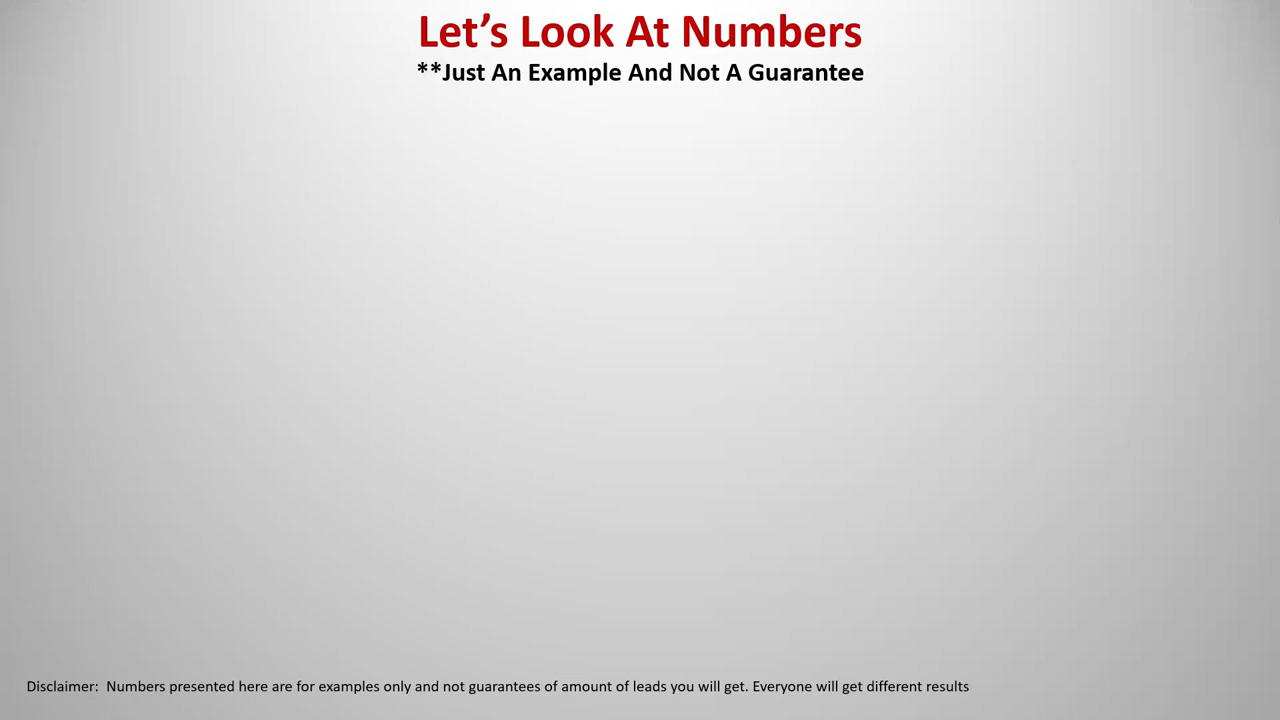 Let’s Look At Numbers
**Just An Example And Not A Guarantee
Disclaimer:  Numbers presented here are for examples only and not guarantees of amount of leads you will get. Everyone will get different results